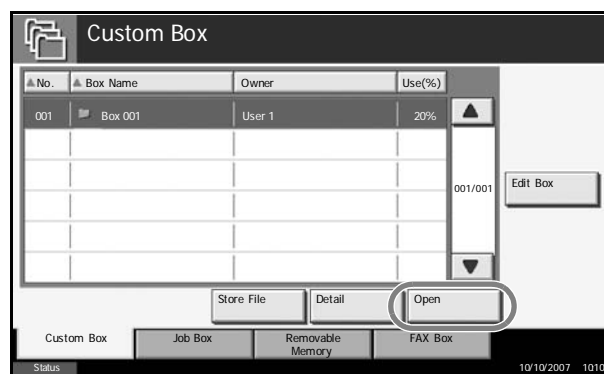 Custom Box
No. Box Name Owner Use(%)
001 Box 001 User 1 20%
001/001
Edit Box
Store File Detail Open
Custom Box Job Box Removable Memory FAX Box
Status 10/10/2007 1010